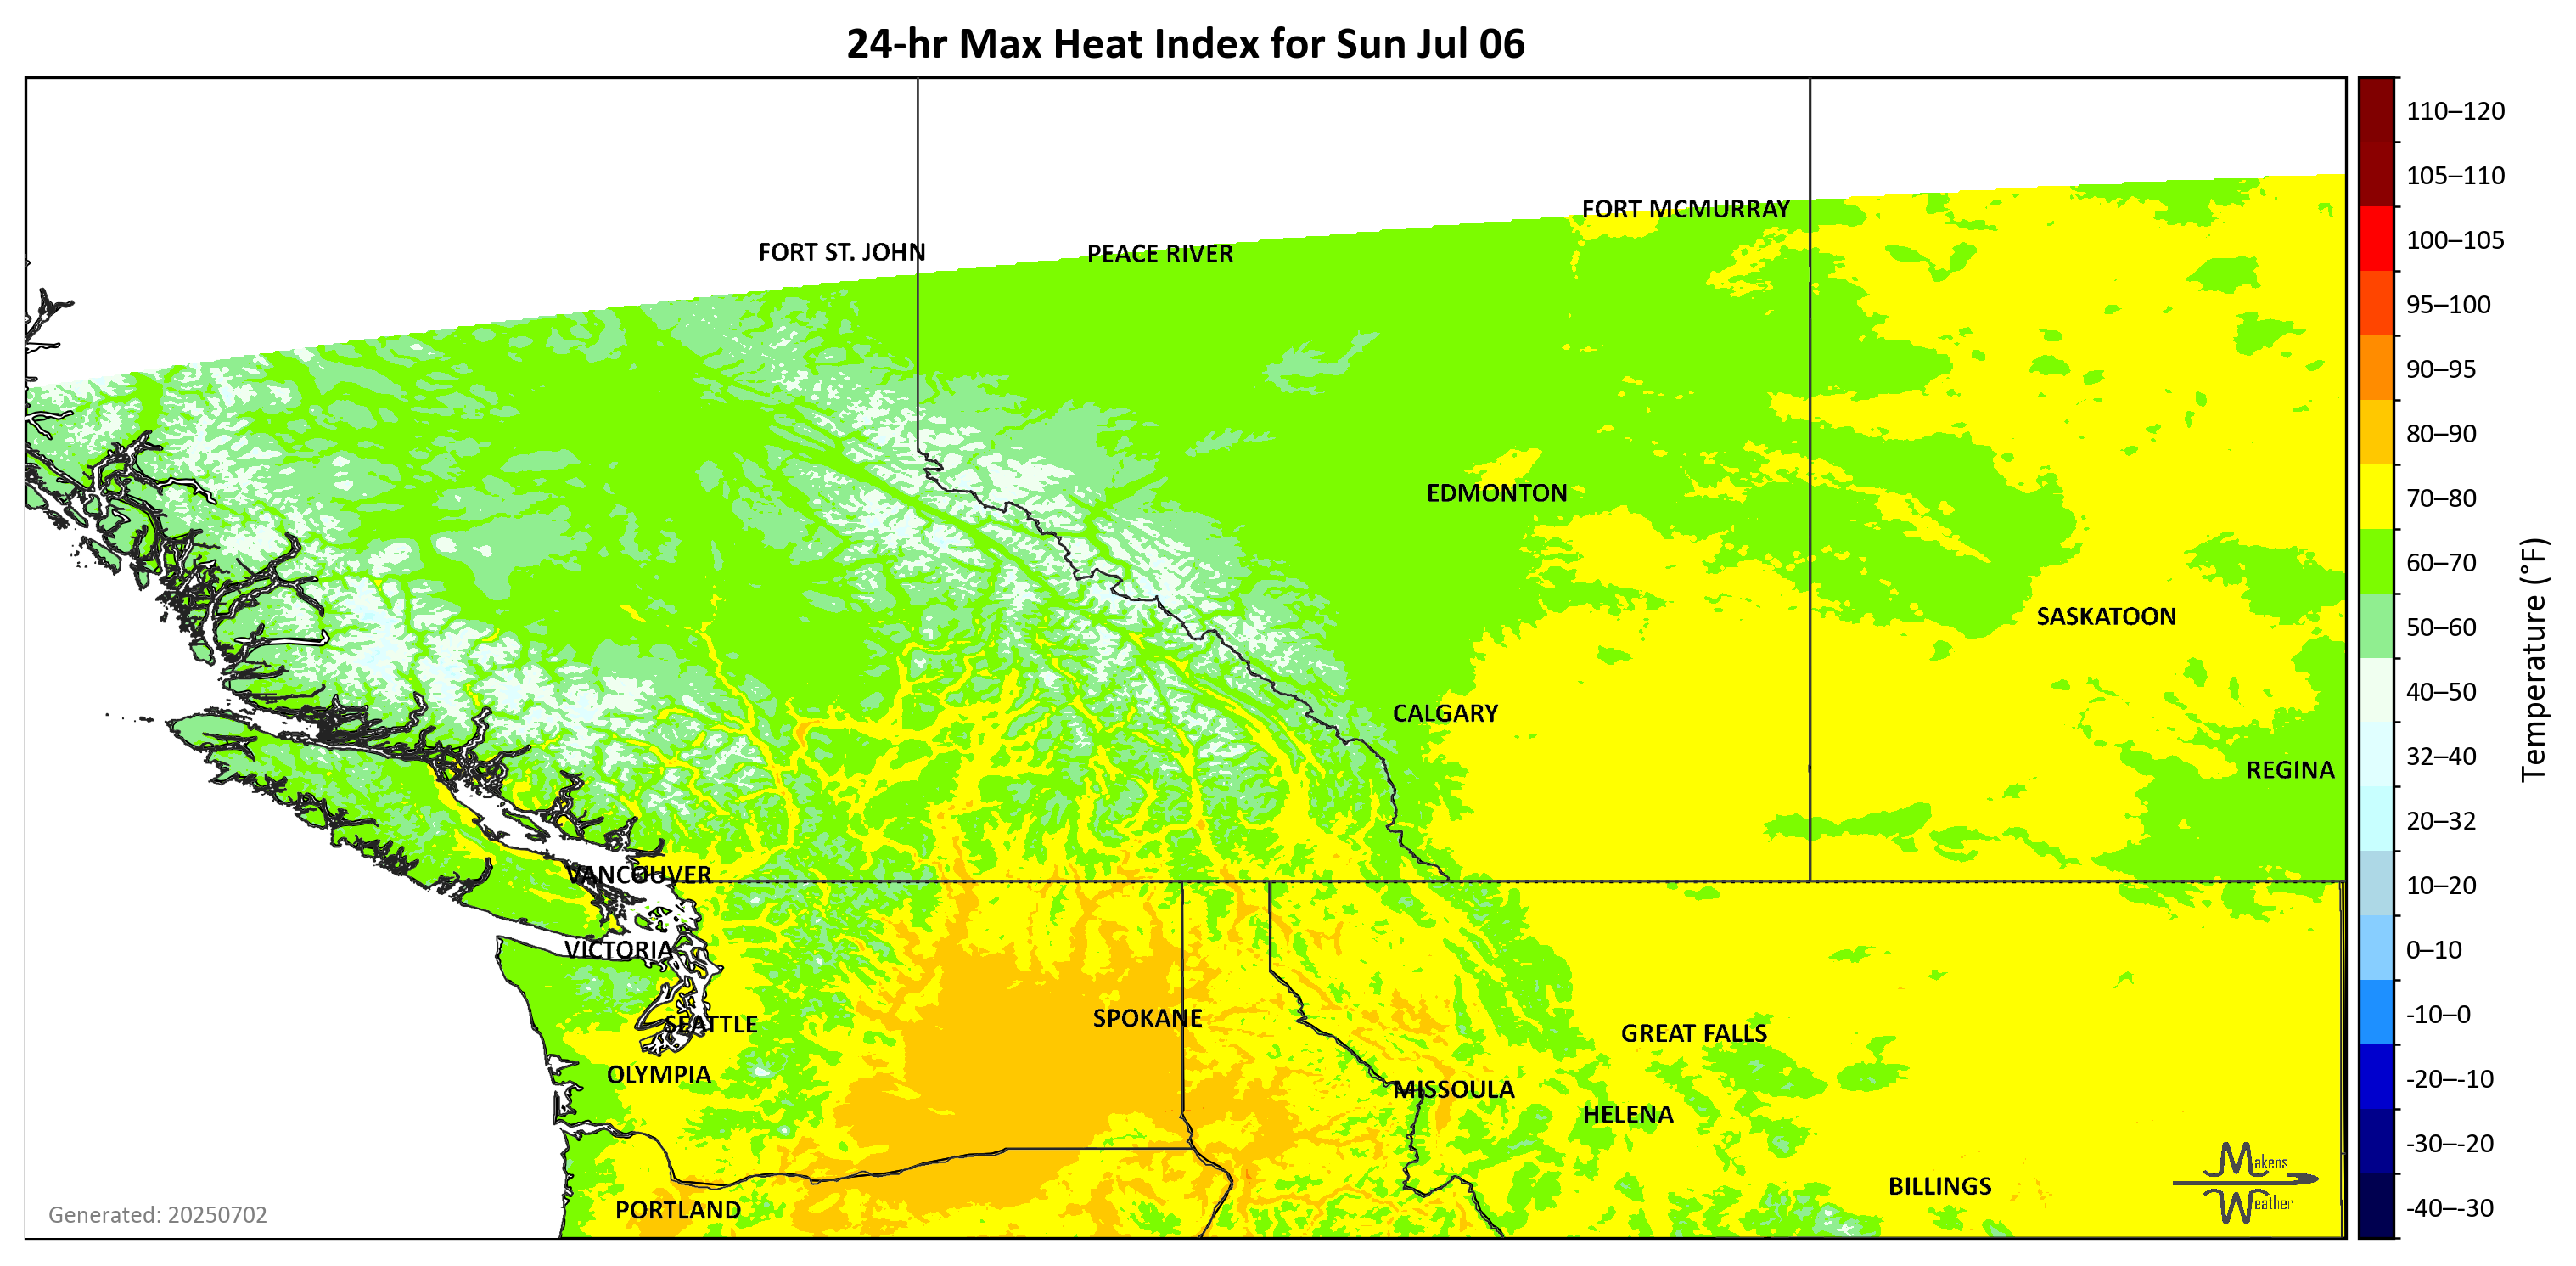 24-hr Max Heat Index for Sun Jul 06
110–120
105–110
FORT MCMURRAY
100–105
FORT ST. JOHN
PEACE RIVER
95–100
90–95
80–90
EDMONTON
70–80
60–70
SASKATOON
50–60
40–50
CALGARY
32–40
REGINA
Temperature (°F)
20–32
VANCOUVER
10–20
VICTORIA
0–10
SPOKANE
-10–0
SEATTLE
GREAT FALLS
OLYMPIA
-20–-10
MISSOULA
HELENA
-30–-20
Makens
Weather
BILLINGS
PORTLAND
-40–-30
Generated: 20250702